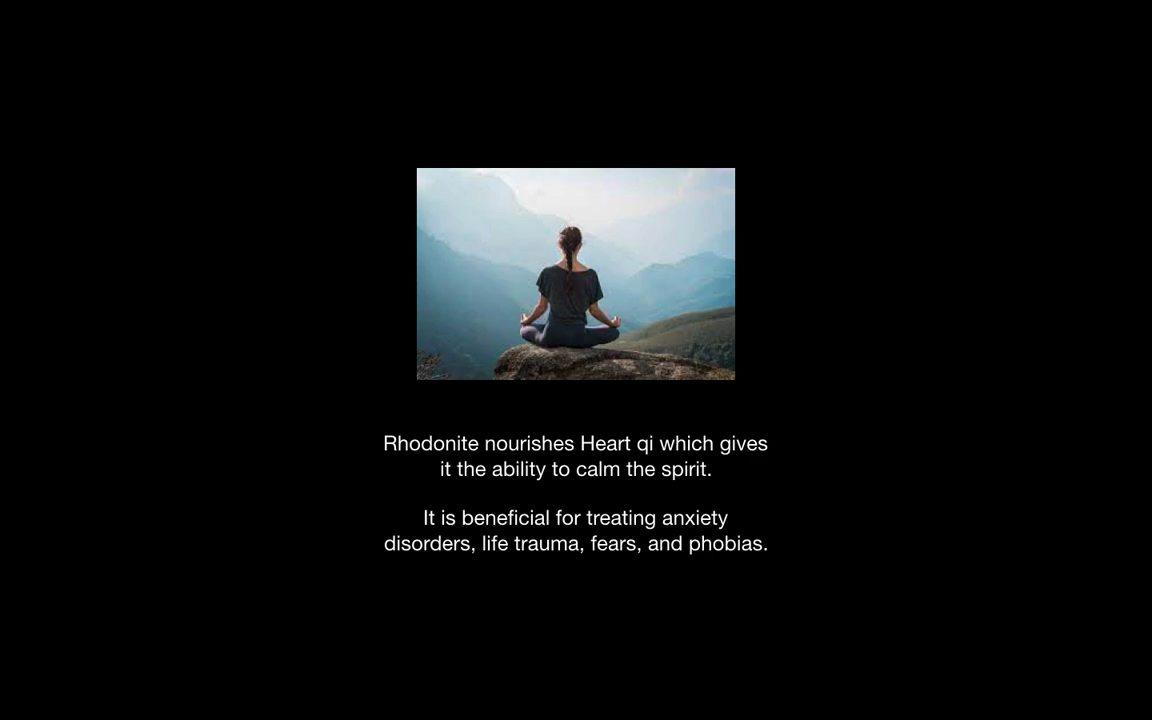 Rhodonite nourishes Heart qi which gives
it the ability to calm the spirit.
It is beneficial for treating anxiety
disorders, life trauma, fears, and phobias.